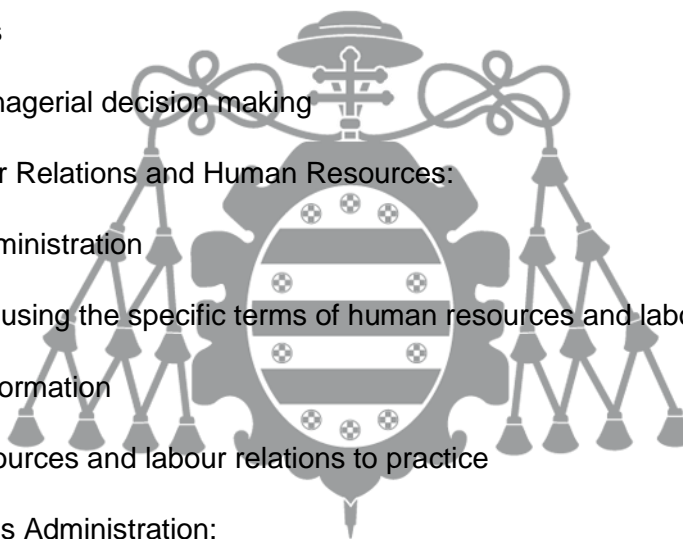 s
nagerial decision making
r Relations and Human Resources:
ministration
using the specific terms of human resources and labo
ormation
ources and labour relations to practice
s Administration: